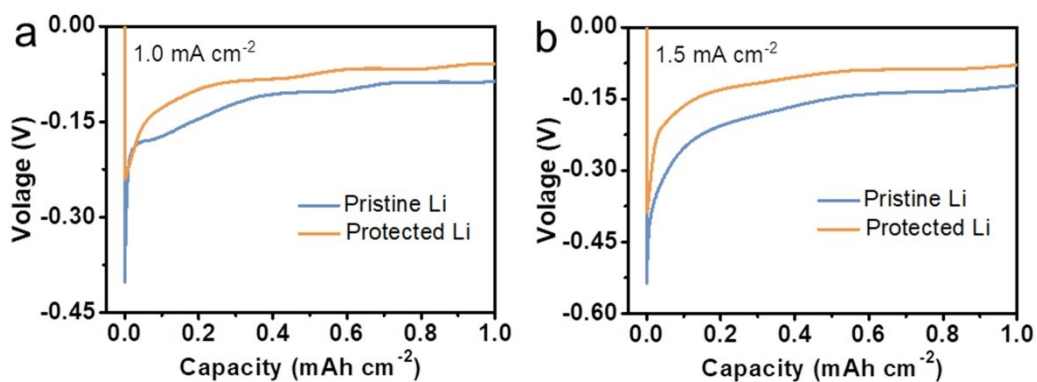 a
1.0 mA cm⁻²
0.00
-0.15
-0.30
-0.45
Volage (V)
Pristine Li
Protected Li
0.0 0.2 0.4 0.6 0.8 1.0
Capacity (mAh cm⁻²)
b
1.5 mA cm⁻²
0.00
-0.15
-0.30
-0.45
-0.60
Volage (V)
Pristine Li
Protected Li
0.0 0.2 0.4 0.6 0.8 1.0
Capacity (mAh cm⁻²)